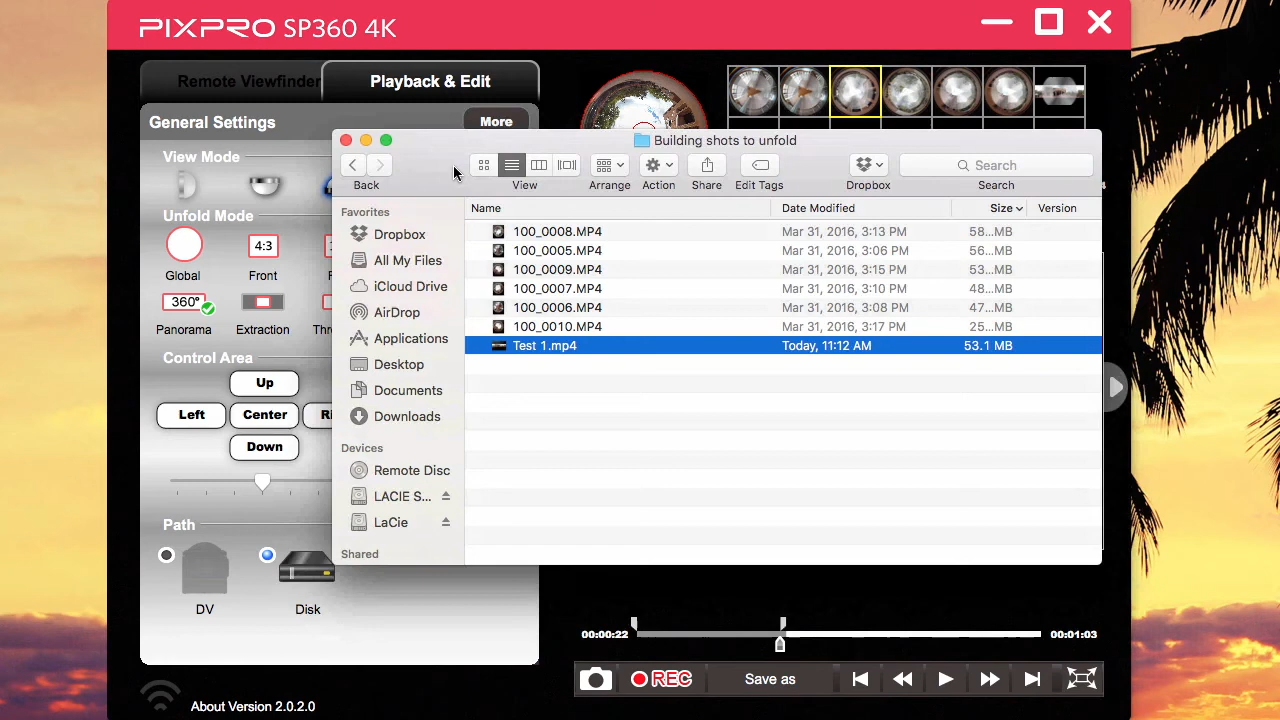 PIXPRO SP360 4K
Remote Viewfinder
Playback & Edit
General Settings
More
View Mode
Unfold Mode
Global
4:3
Front
360°
Panorama
Extraction
Control Area
Up
Left
Center
Down
Path
DV
Disk
About Version 2.0.2.0
Building shots to unfold
Back
View
Arrange
Action
Share
Edit Tags
Dropbox
Search
Search
Favorites
Dropbox
All My Files
iCloud Drive
AirDrop
Applications
Desktop
Documents
Downloads
Devices
Remote Disc
LACIE S...
LaCie
Shared
Name Date Modified Size Version
100_0008.MP4 Mar 31, 2016, 3:13 PM 58...MB
100_0005.MP4 Mar 31, 2016, 3:06 PM 56...MB
100_0009.MP4 Mar 31, 2016, 3:15 PM 53...MB
100_0007.MP4 Mar 31, 2016, 3:10 PM 48...MB
100_0006.MP4 Mar 31, 2016, 3:08 PM 47...MB
100_0010.MP4 Mar 31, 2016, 3:17 PM 25...MB
Test 1.mp4 Today, 11:12 AM 53.1 MB
00:00:22
00:01:03
REC
Save as